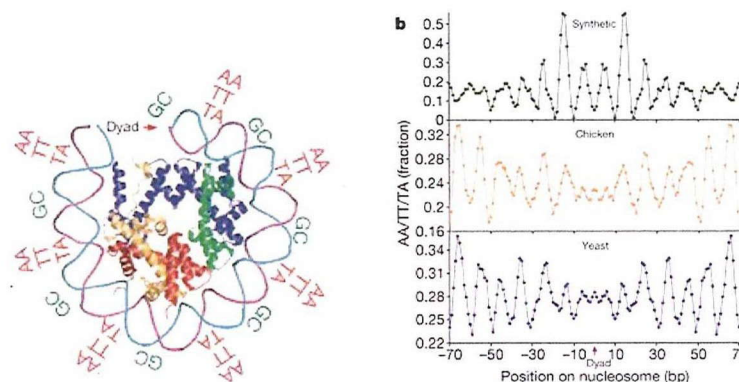 AA
TT
TA
GC
Dyad
GC
AA
TT
TA
AA
TT
TA
GC
GC
AA
TT
TA
AA
TT
TA
GC
GC
AA
TT
TA
AA
TT
TA
GC
b
Synthetic
0.5
0.4
0.3
0.2
0.1
0
Chicken
0.32
0.28
0.24
0.2
0.16
AA/TT/TA (fraction)
Yeast
0.34
0.31
0.28
0.25
0.22
-70 -50 -30 -10 10 30 50 70
Dyad
Position on nucleosome (bp)